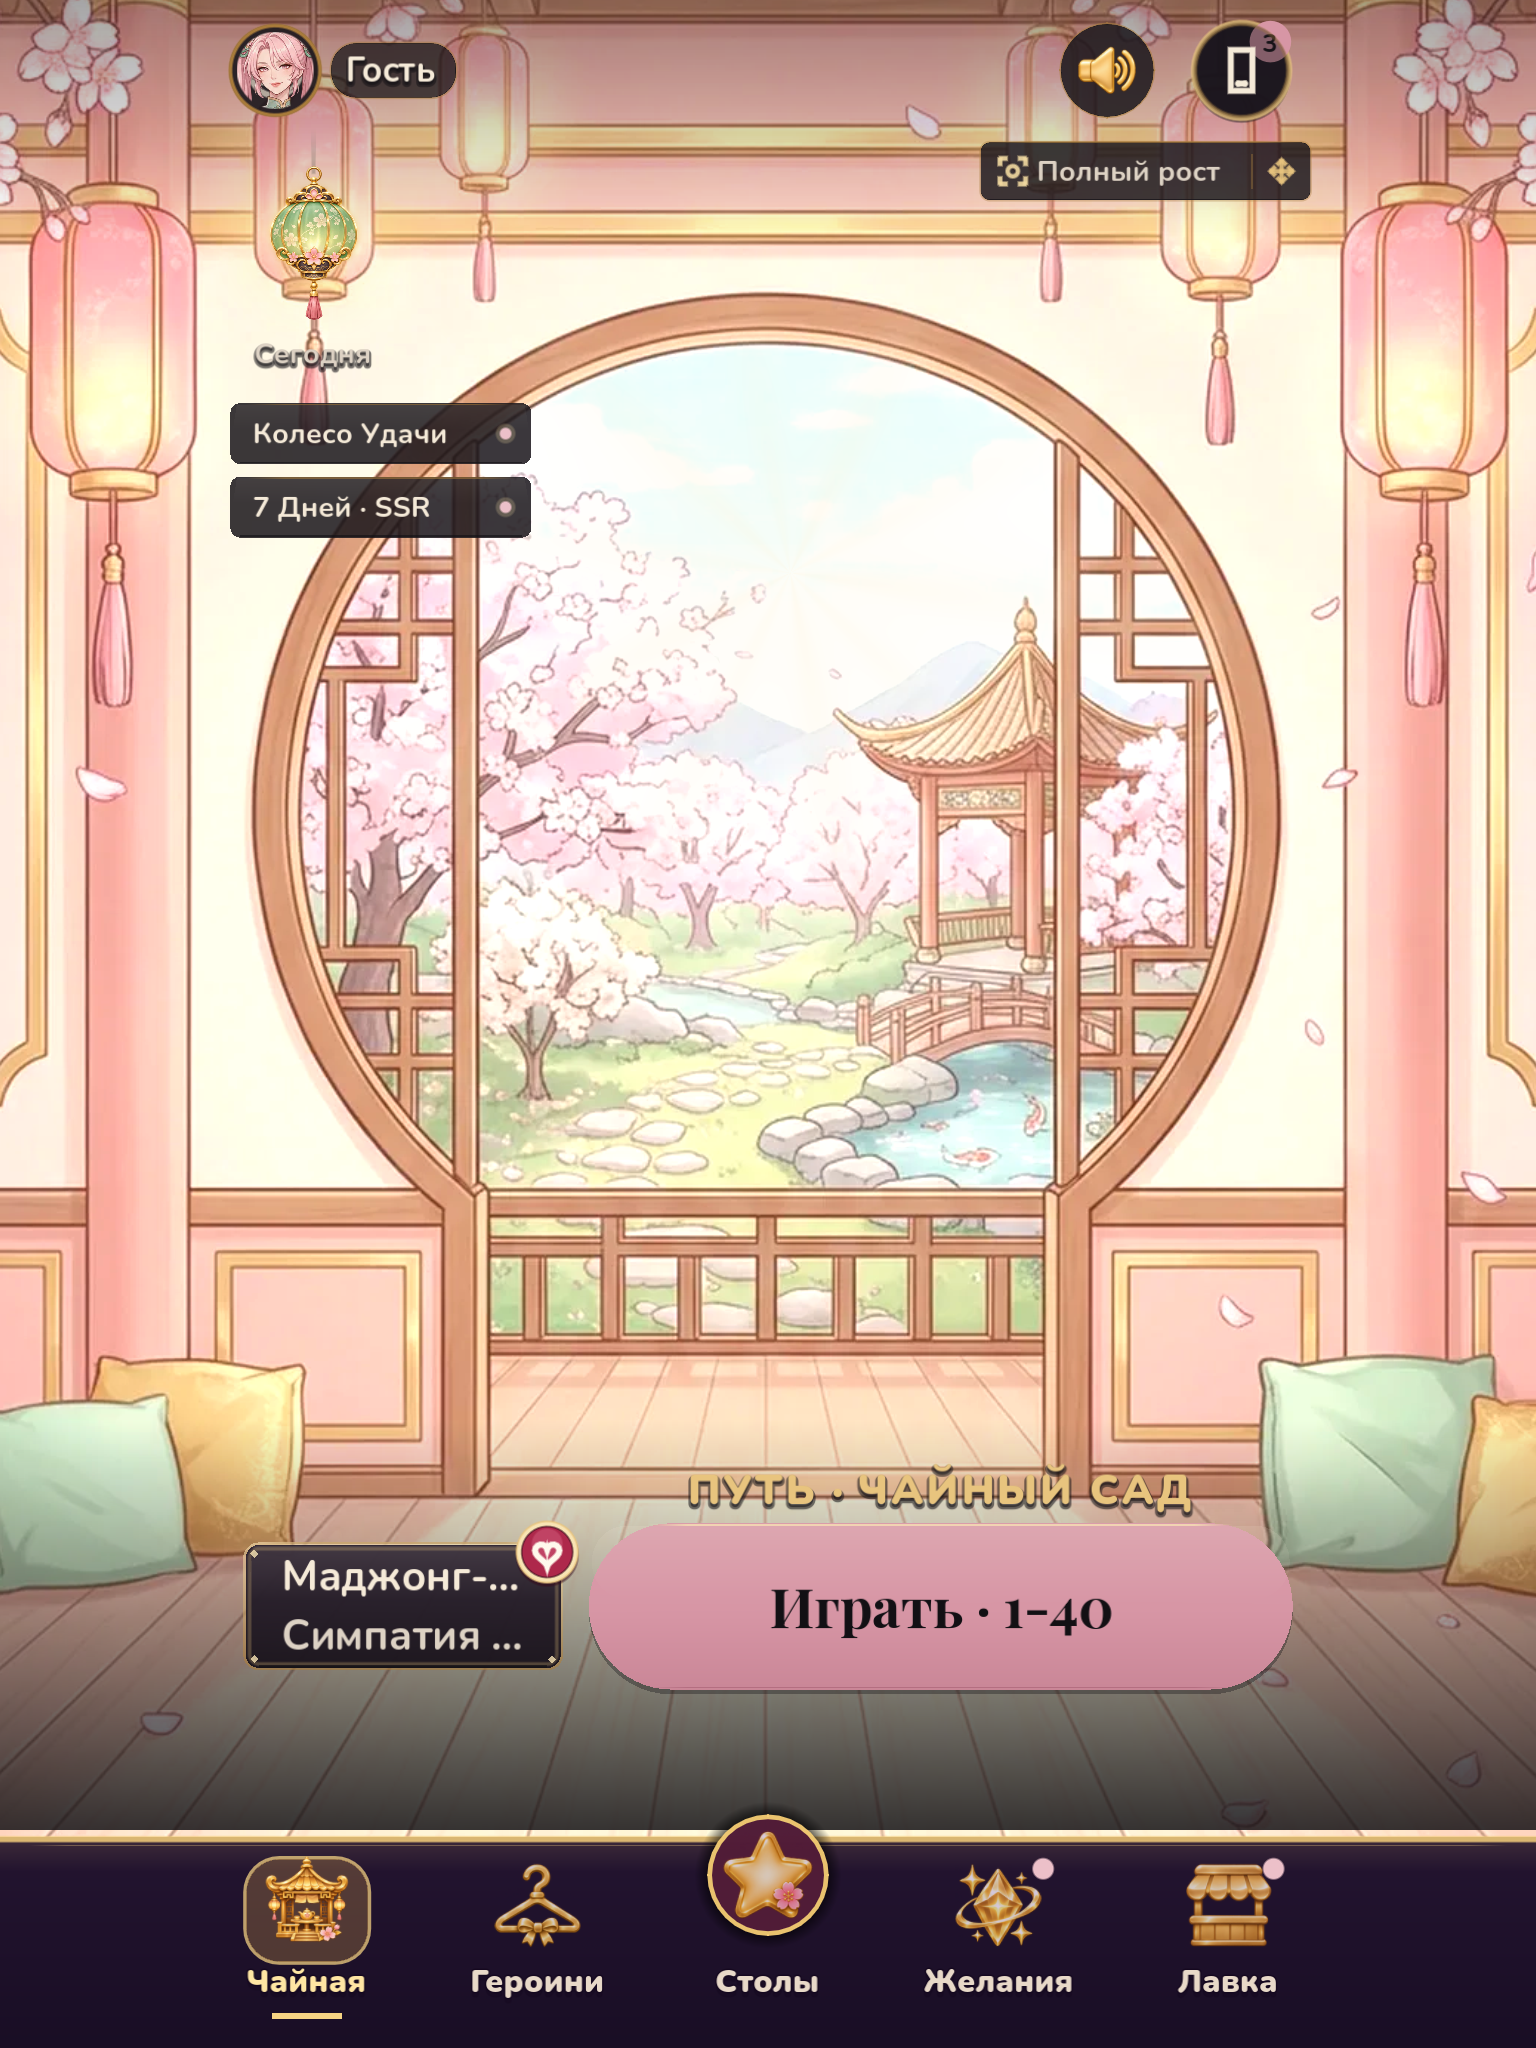 Гость
3
Полный рост
Сегодня
Колесо Удачи
7 Дней · SSR
ПУТЬ · ЧАЙНЫЙ САД
Маджонг-...
Симпатия ...
Играть · 1-40
Чайная
Героини
Столы
Желания
Лавка